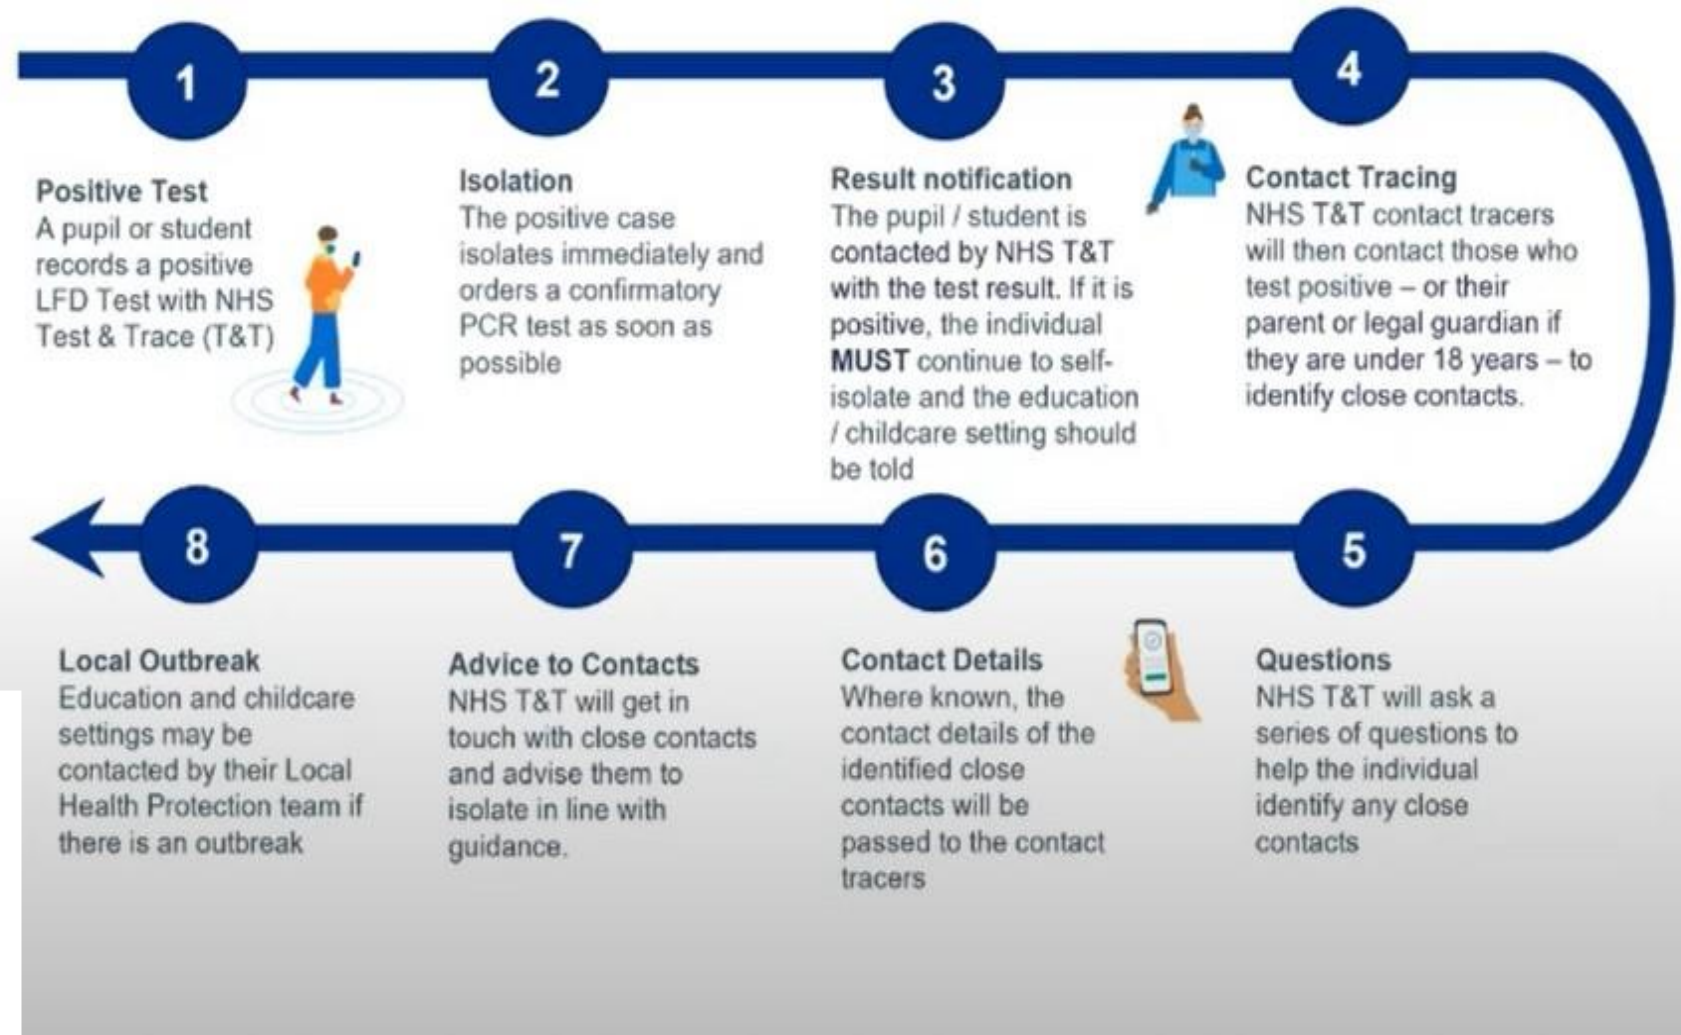 1
2
3
4
Positive Test
A pupil or student
records a positive
LFD Test with NHS
Test & Trace (T&T)
Isolation
The positive case
isolates immediately and
orders a confirmatory
PCR test as soon as
possible
Result notification
The pupil / student is
contacted by NHS T&T
with the test result. If it is
positive, the individual
MUST continue to self-
isolate and the education
/ childcare setting should
be told
Contact Tracing
NHS T&T contact tracers
will then contact those who
test positive – or their
parent or legal guardian if
they are under 18 years – to
identify close contacts.
5
Questions
NHS T&T will ask a
series of questions to
help the individual
identify any close
contacts
6
Contact Details
Where known, the
contact details of the
identified close
contacts will be
passed to the contact
tracers
7
Advice to Contacts
NHS T&T will get in
touch with close contacts
and advise them to
isolate in line with
guidance.
8
Local Outbreak
Education and childcare
settings may be
contacted by their Local
Health Protection team if
there is an outbreak